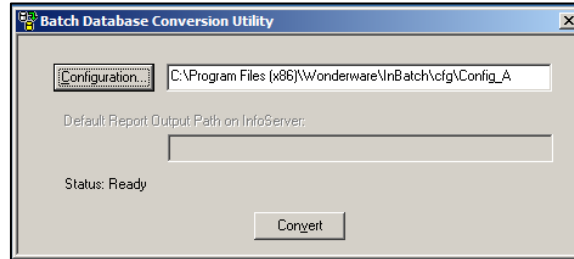 Batch Database Conversion Utility
Configuration... C:\Program Files (x86)\Wonderware\InBatch\cfg\Config_A
Default Report Output Path on InfoServer:
Status: Ready
Convert